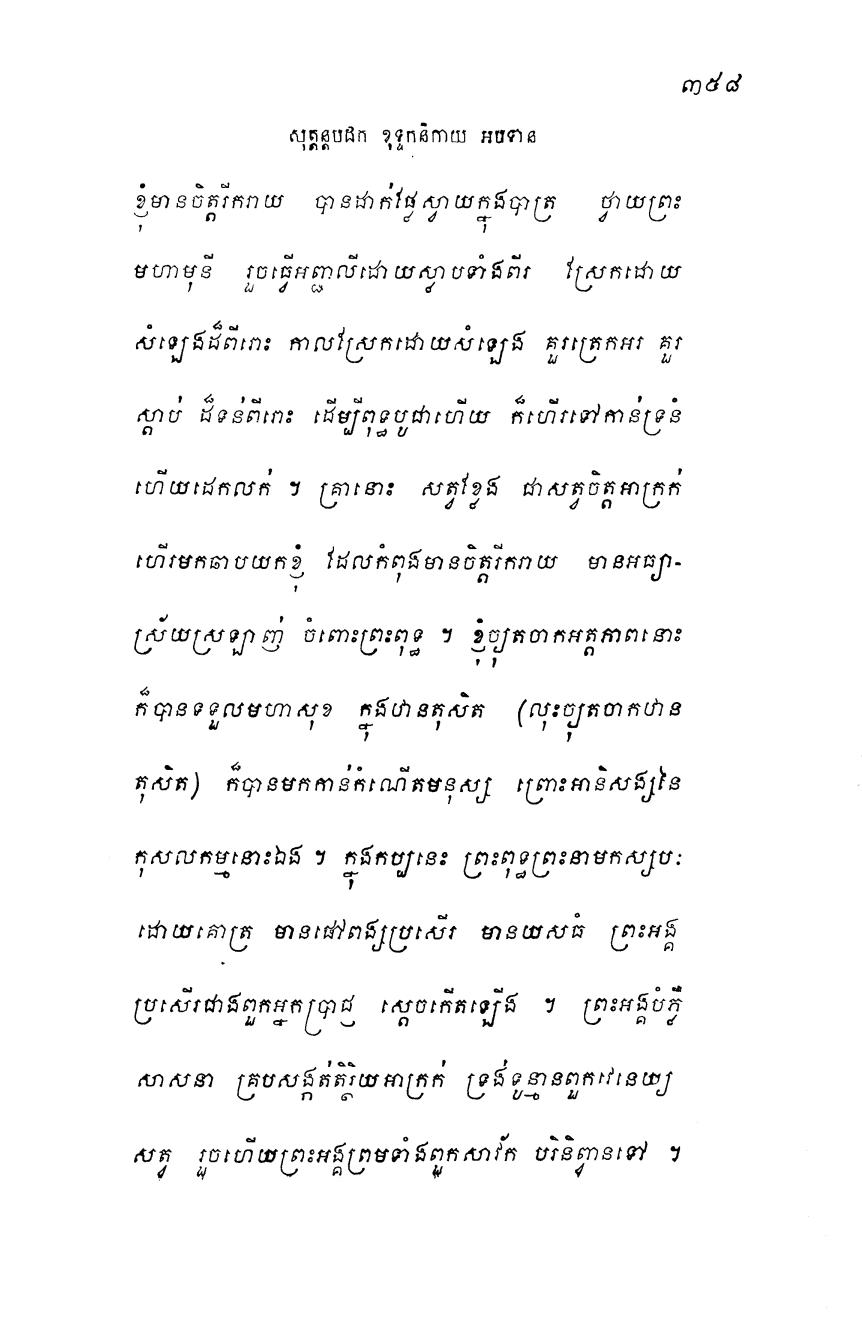 ៣៥៨
សុត្តន្តបិដក ខុទ្ទកនិកាយ អបទាន
ខ្ញុំមានចិត្តរីករាយ បានដាក់ផ្លែស្វាយក្នុងបាត្រ ថ្វាយព្រះ
មហាមុនី រួចធ្វើអញ្ជលីដោយស្លាបទាំងពីរ ស្រែកដោយ
សំឡេងដ៏ពីរោះ កាលស្រែកដោយសំឡេង គួរត្រេកអរ គួរ
ស្តាប់ ដ៏ទន់ពីរោះ ដើម្បីពុទ្ធបូជាហើយ ក៏ហើរទៅកាន់ទ្រនំ
ហើយដេកលក់ ។ គ្រានោះ សត្វខ្លែង ជាសត្វចិត្តអាក្រក់
ហើរមកឆាបយកខ្ញុំ ដែលកំពុងមានចិត្តរីករាយ មានអធ្យា-
ស្រ័យស្រឡាញ់ ចំពោះព្រះពុទ្ធ ។ ខ្ញុំច្យុតចាកអត្តភាពនោះ
ក៏បានទទួលមហាសុខ ក្នុងឋានតុសិត (លុះច្យុតចាកឋាន
តុសិត) ក៏បានមកកាន់កំណើតមនុស្ស ព្រោះអានិសង្សនៃ
កុសលកម្មនោះឯង ។ ក្នុងកប្បនេះ ព្រះពុទ្ធព្រះនាមកស្សបៈ
ដោយគោត្រ មានផៅពង្សប្រសើរ មានយសធំ ព្រះអង្គ
ប្រសើរជាងពួកអ្នកប្រាជ្ញ ស្តេចកើតឡើង ។ ព្រះអង្គបំភ្លឺ
សាសនា គ្របសង្កត់តិរ្ថិយអាក្រក់ ទ្រង់ទូន្មានពួកវេនេយ្យ
សត្វ រួចហើយព្រះអង្គព្រមទាំងពួកសាវ័ក បរិនិព្វានទៅ ។